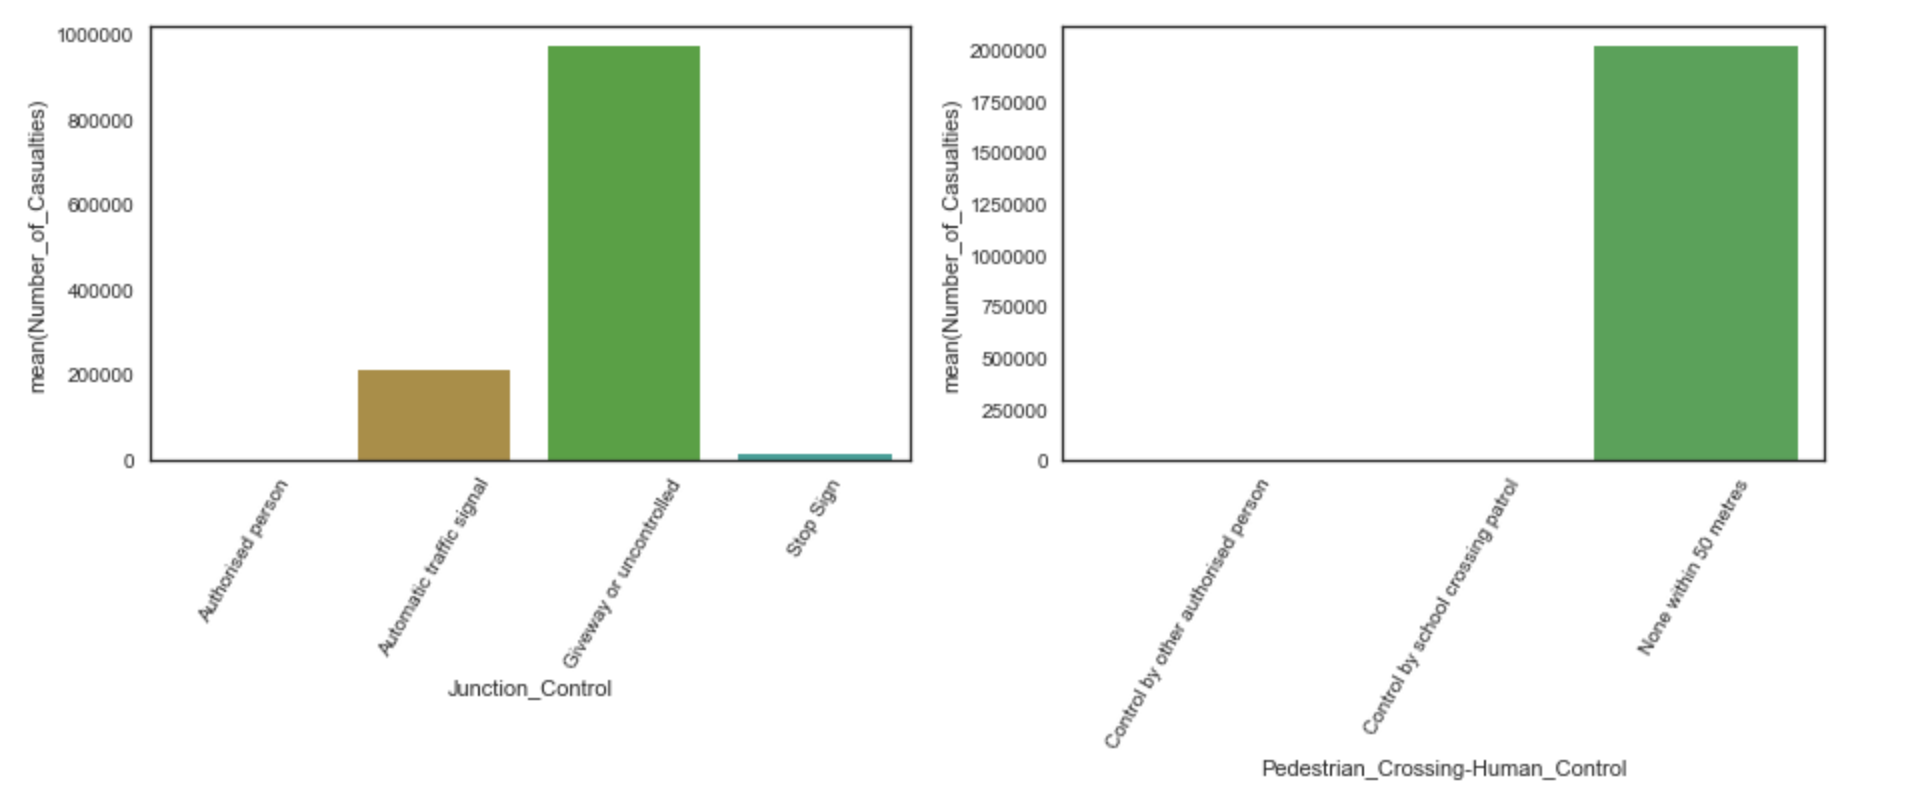 mean(Number_of_Casualties)
1000000
800000
600000
400000
200000
0
Authorised person
Automatic traffic signal
Giveway or uncontrolled
Stop Sign
Junction_Control
mean(Number_of_Casualties)
2000000
1750000
1500000
1250000
1000000
750000
500000
250000
0
Control by other authorised person
Control by school crossing patrol
None within 50 metres
Pedestrian_Crossing-Human_Control